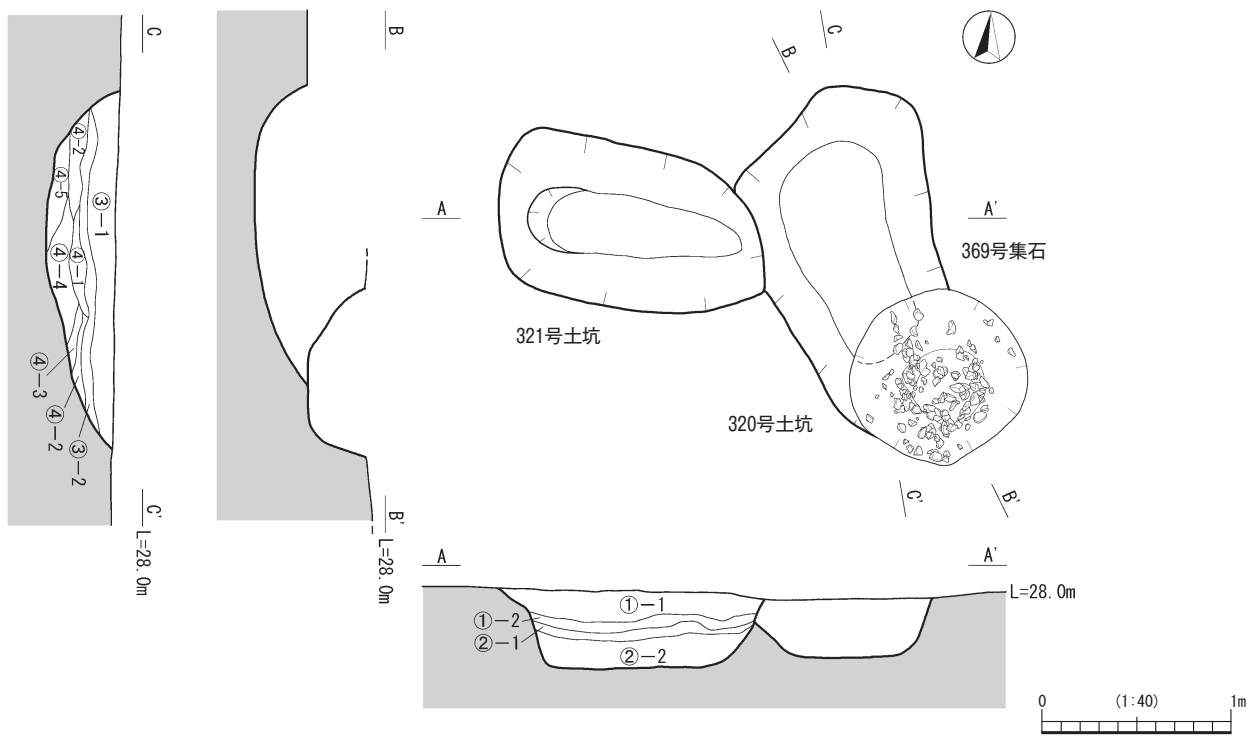 C
④-2
④-5
③-1
④-4
④-1
④-3
④-2
③-2
C'
L=28.0m
B
B'
L=28.0m
B
C
A
A'
369号集石
321号土坑
320号土坑
C'
B'
A
A'
L=28.0m
①-1
①-2
②-1
②-2
0
(1:40)
1m